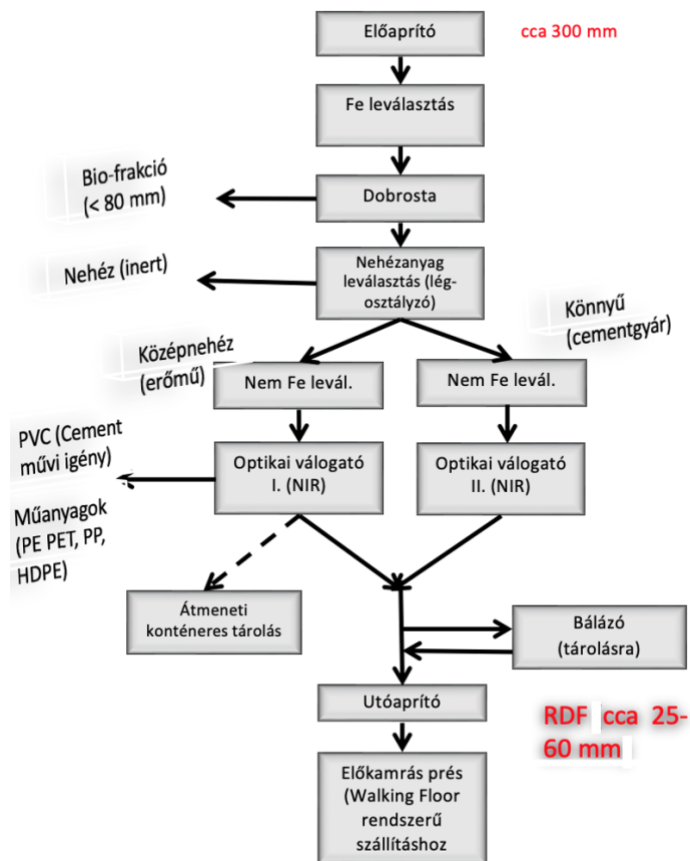 Előaprító
cca 300 mm
Fe leválasztás
Bio-frakció
(< 80 mm)
Dobrosta
Nehéz (inert)
Nehézanyag
leválasztás (lég-
osztályzó)
Könnyű
(cementgyár)
Középnehéz
(erőmű)
Nem Fe levál.
Nem Fe levál.
PVC (Cement
művi igény)
Optikai válogató
I. (NIR)
Optikai válogató
II. (NIR)
Műanyagok
(PE PET, PP,
HDPE)
Átmeneti
konténeres tárolás
Bálázó
(tárolásra)
Utóaprító
RDF cca 25-
60 mm
Előkamrás prés
(Walking Floor
rendszerű
szállításhoz